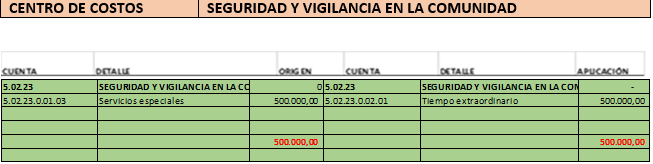 CENTRO DE COSTOS SEGURIDAD Y VIGILANCIA EN LA COMUNIDAD
CUENTA DETALLE ORIGEN CUENTA DETALLE APLICACIÓN
5.02.23 SEGURIDAD Y VIGILANCIA EN LA CO 0 5.02.23 SEGURIDAD Y VIGILANCIA EN LA COM -
5.02.23.0.01.03 Servicios especiales 500.000,00 5.02.23.0.02.01 Tiempo extraordinario 500.000,00
500.000,00 500.000,00